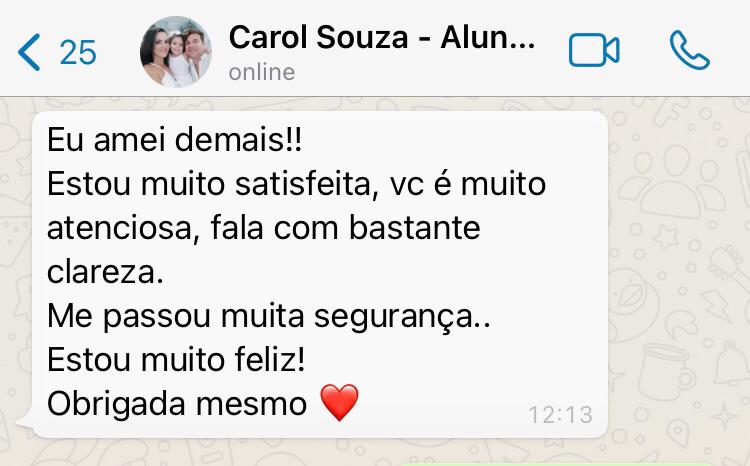 25
Carol Souza - Alun...
online
Eu amei demais!!
Estou muito satisfeita, vc é muito
atenciosa, fala com bastante
clareza.
Me passou muita segurança..
Estou muito feliz!
Obrigada mesmo ❤️
12:13